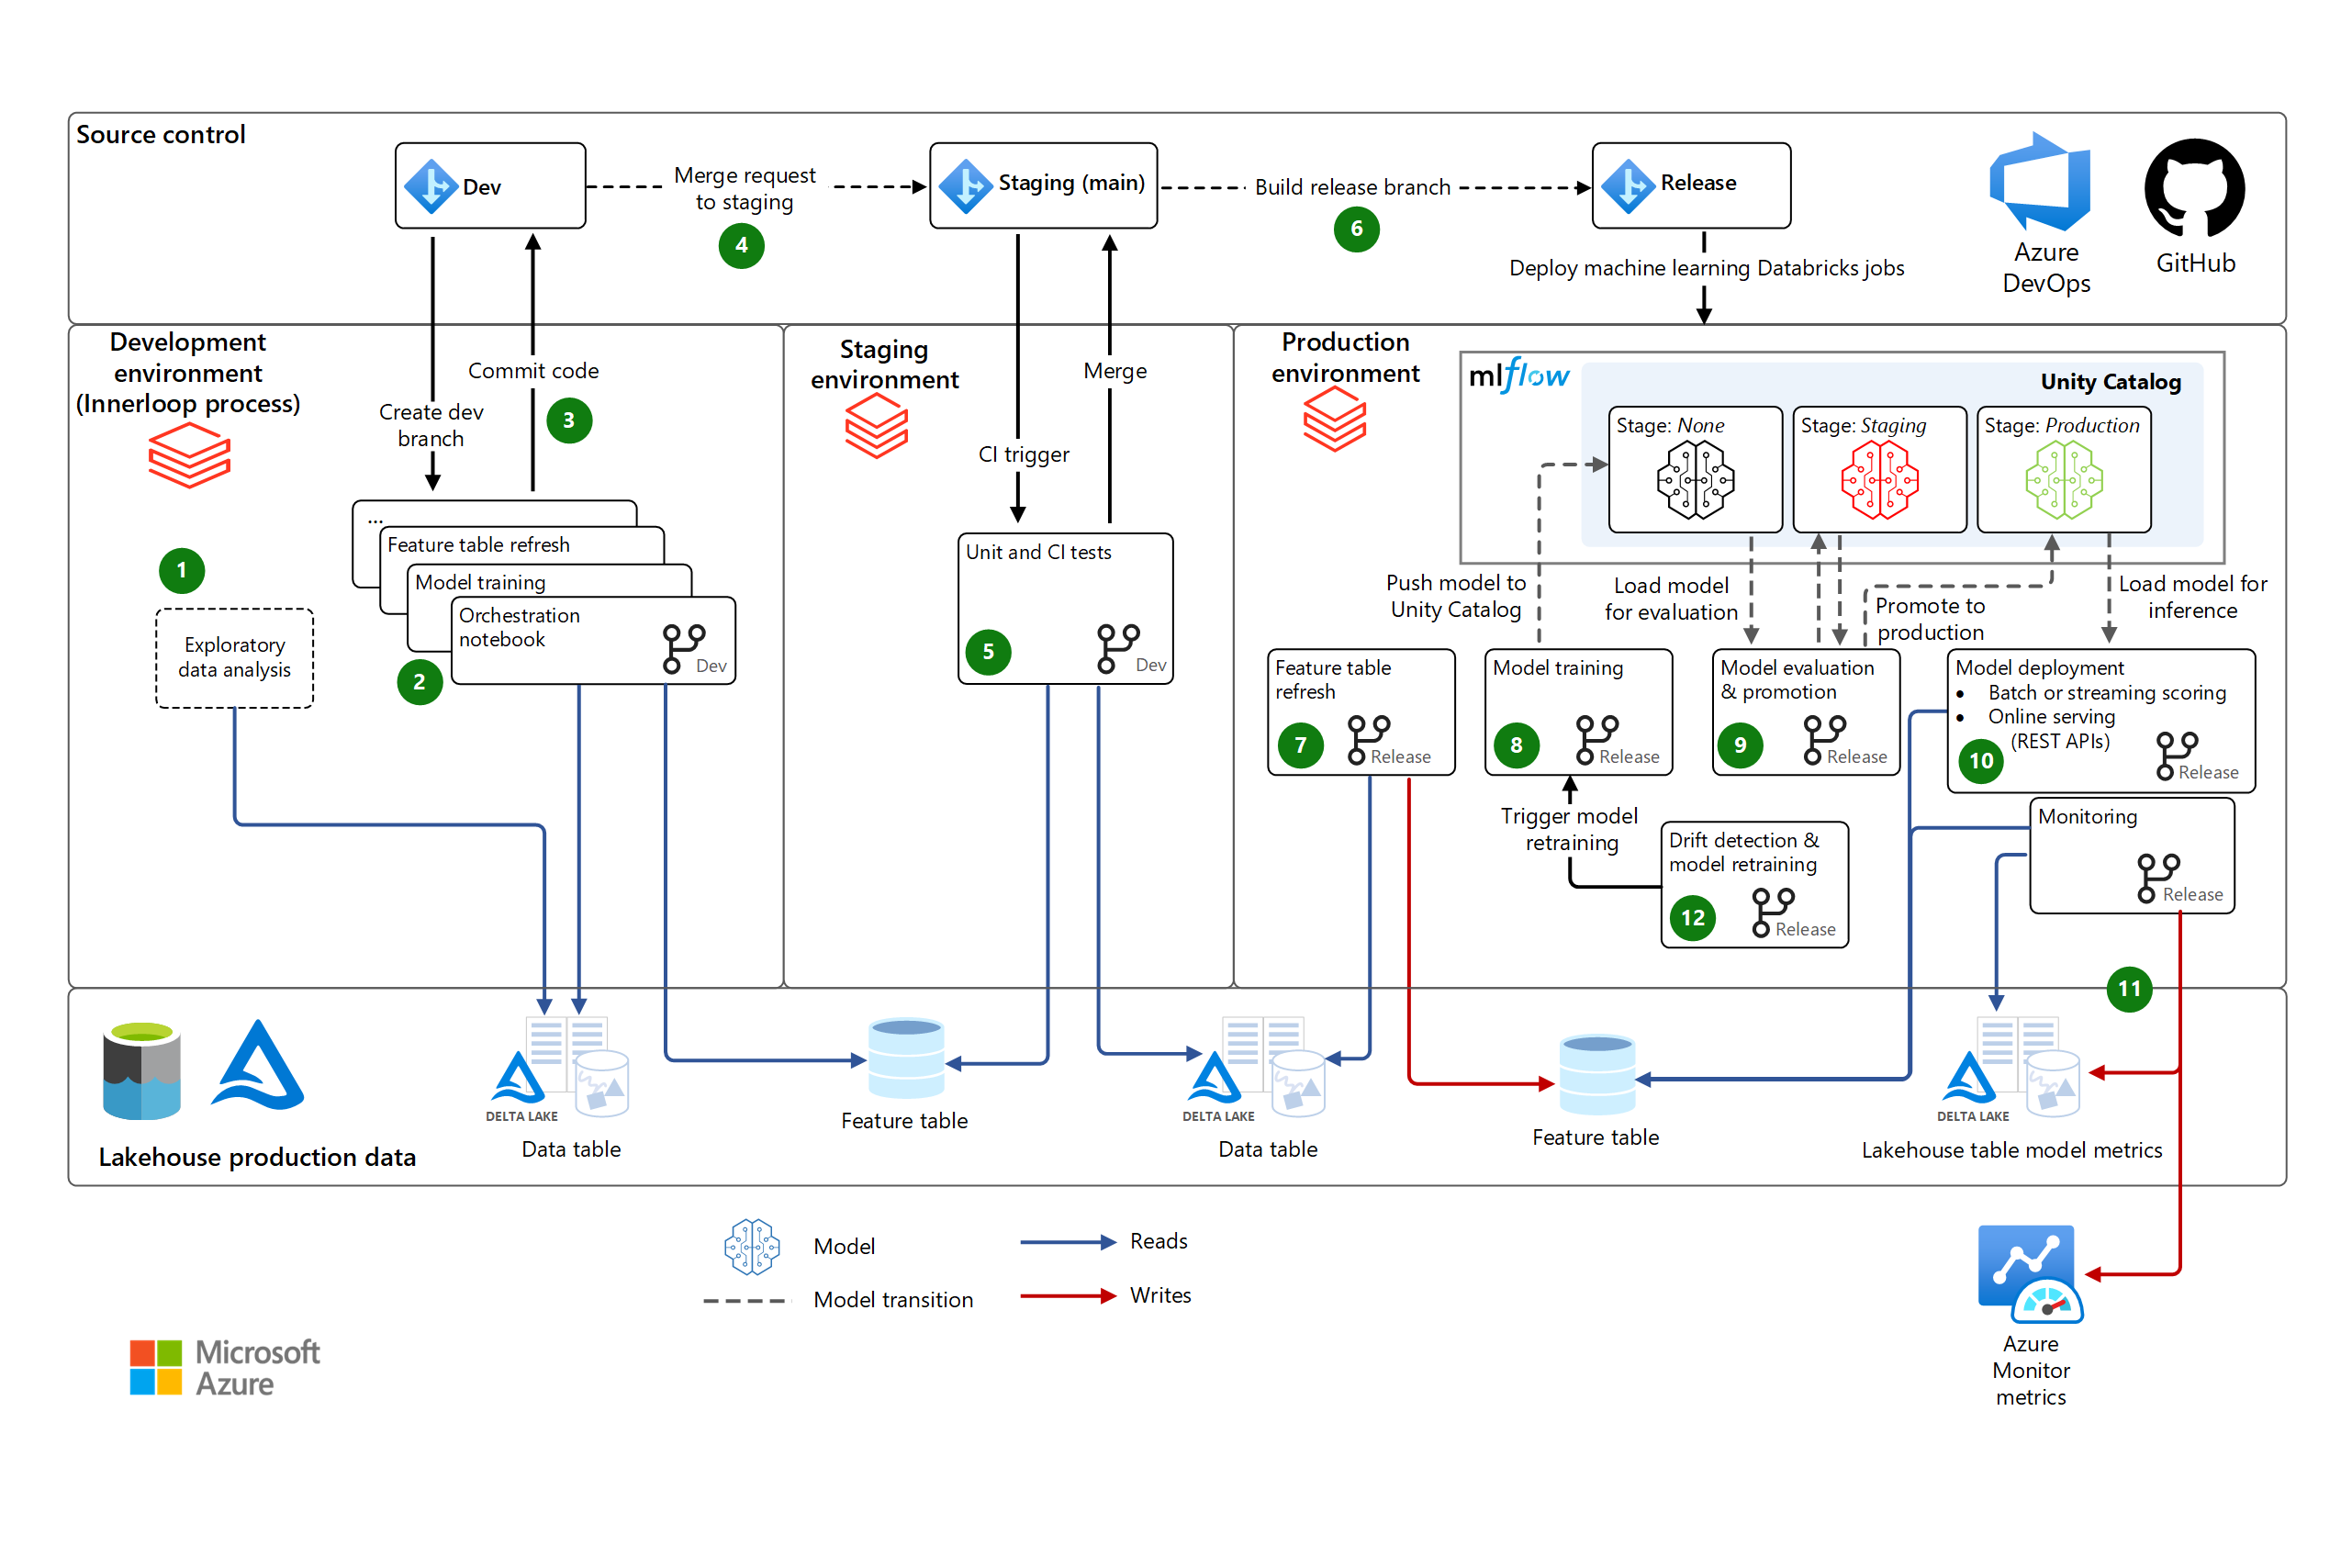 Source control
Dev
Merge request
to staging
4
Staging (main)
Build release branch
6
Release
Deploy machine learning Databricks jobs
Azure
DevOps
GitHub
Development
environment
(Innerloop process)
Commit code
3
Create dev
branch
...
Feature table refresh
Model training
Orchestration
notebook
Dev
2
1
Exploratory
data analysis
Staging
environment
CI trigger
Merge
Unit and CI tests
5
Dev
Production
environment
mlflow
Unity Catalog
Stage: None
Stage: Staging
Stage: Production
Push model to
Unity Catalog
Load model
for evaluation
Promote to
production
Load model for
inference
Feature table
refresh
7
Release
Model training
8
Release
Model evaluation
& promotion
9
Release
Model deployment
• Batch or streaming scoring
• Online serving
(REST APIs)
10
Release
Trigger model
retraining
Drift detection &
model retraining
12
Release
Monitoring
Release
11
Lakehouse production data
DELTA LAKE
Data table
Feature table
DELTA LAKE
Data table
Feature table
DELTA LAKE
Lakehouse table model metrics
Model
Reads
Model transition
Writes
Azure
Monitor
metrics
Microsoft
Azure